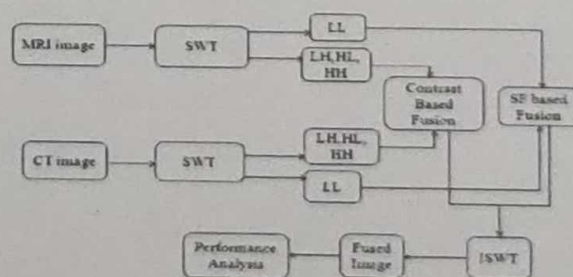 LL
MRI image
SWT
LH, HL,
HH
Contrast
Based
Fusion
SF based
Fusion
LH, HL,
HH
CT image
SWT
LL
Performance
Analysis
Fused
Image
ISWT